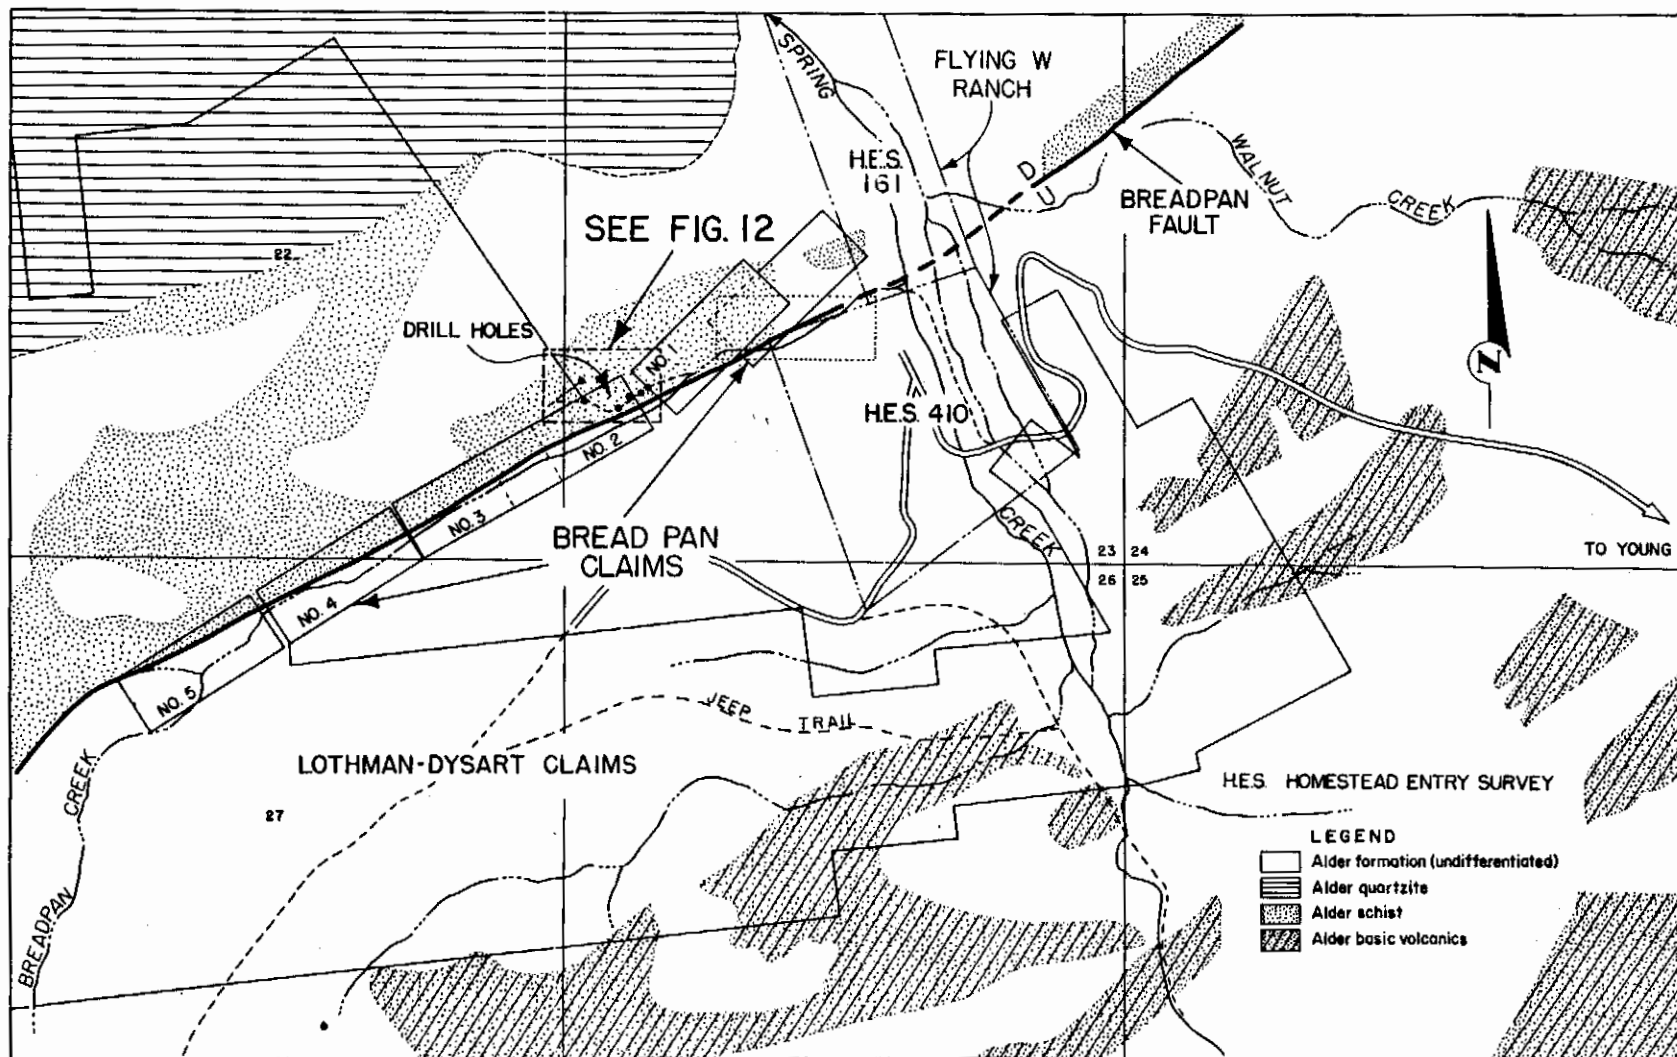 SPRING
FLYING W
RANCH
H.E.S.
161
D
U
WALNUT
CREEK
BREADPAN
FAULT
SEE FIG. 12
22
DRILL HOLES
NO. 1
N
H.E.S. 410
NO. 2
NO. 3
BREAD PAN
CLAIMS
CREEK
23 24
26 25
TO YOUNG
NO. 4
NO. 5
JEEP TRAIL
LOTHMAN-DYSART CLAIMS
CREEK
BREADPAN
27
H.E.S. HOMESTEAD ENTRY SURVEY
LEGEND
Alder formation (undifferentiated)
Alder quartzite
Alder schist
Alder basic volcanics